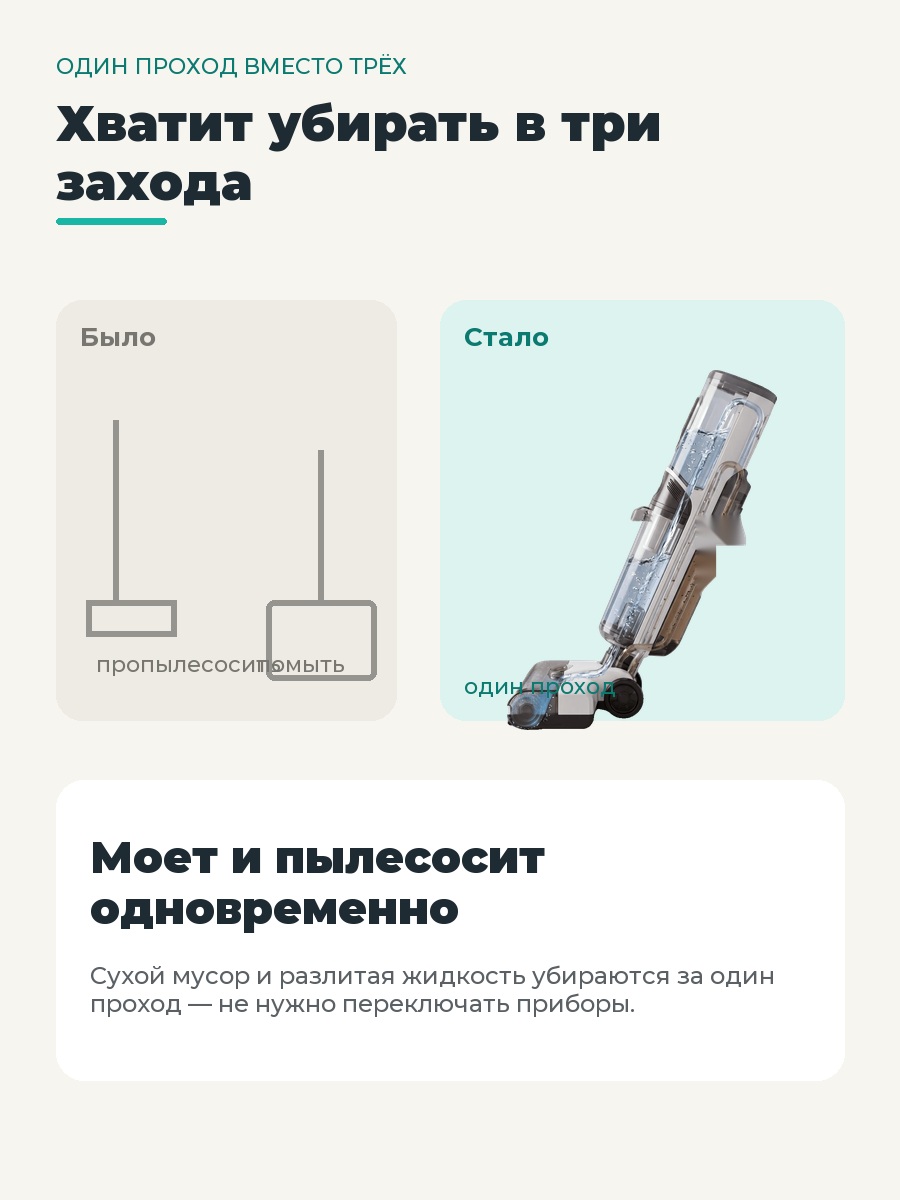 ОДИН ПРОХОД ВМЕСТО ТРЁХ
Хватит убирать в три
захода
Было
Стало
пропылесосить
помыть
один проход
Моет и пылесосит
одновременно
Сухой мусор и разлитая жидкость убираются за один
проход — не нужно переключать приборы.